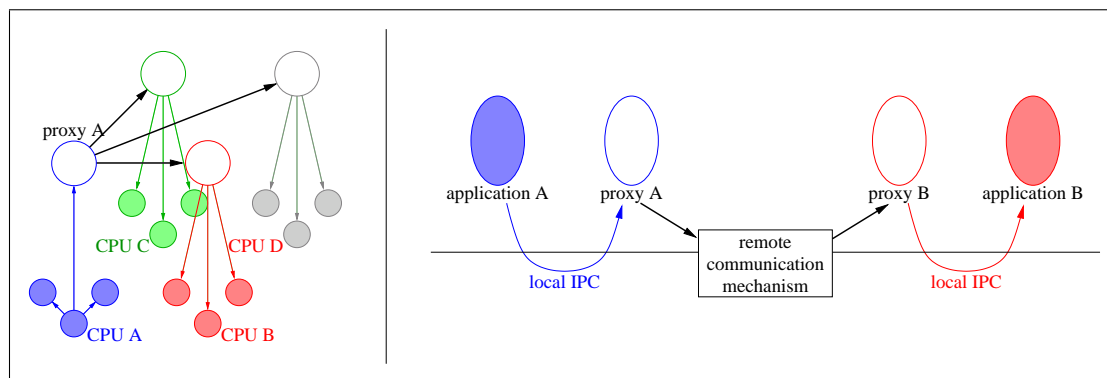 proxy A
CPU C
CPU D
CPU A
CPU B
application A
proxy A
proxy B
application B
remote
communication
mechanism
local IPC
local IPC